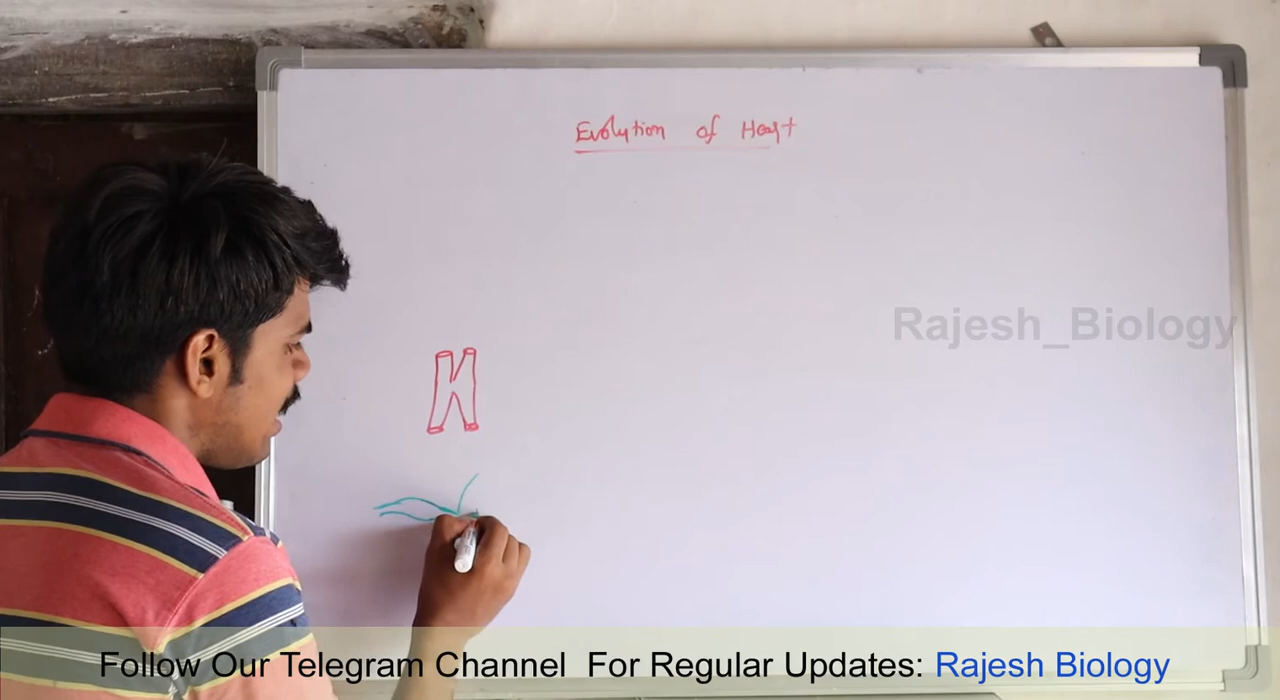 Evolution of Heart
Rajesh_Biology
Follow Our Telegram Channel For Regular Updates: Rajesh Biology